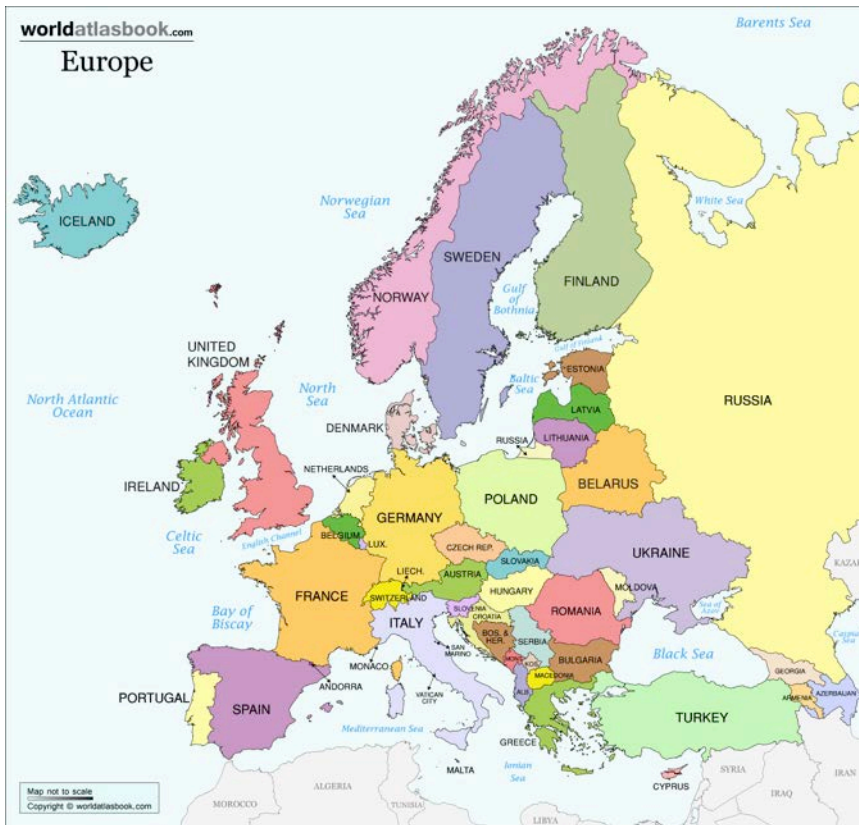 worldatlasbook.com
Europe
Barents Sea
White Sea
Norwegian
Sea
ICELAND
SWEDEN
NORWAY
FINLAND
Gulf
of
Bothnia
Gulf of Finland
UNITED
KINGDOM
North Atlantic
Ocean
North
Sea
Baltic
Sea
ESTONIA
LATVIA
LITHUANIA
RUSSIA
RUSSIA
DENMARK
NETHERLANDS
IRELAND
Celtic
Sea
English Channel
BELGIUM
LUX.
GERMANY
POLAND
BELARUS
CZECH REP.
SLOVAKIA
UKRAINE
KAZAK
LIECH.
AUSTRIA
SWITZERLAND
FRANCE
Bay of
Biscay
HUNGARY
MOLDOVA
ROMANIA
SLOVENIA
CROATIA
ITALY
BOS. &
HER.
SERBIA
SAN
MARINO
MONT.
KOS.
BULGARIA
MACEDONIA
ALB.
Sea of
Azov
Caspian
Sea
Black Sea
GEORGIA
ARMENIA
AZERBAIJAN
MONACO
ANDORRA
VATICAN
CITY
PORTUGAL
SPAIN
Mediterranean Sea
GREECE
Ionian
Sea
MALTA
TURKEY
CYPRUS
SYRIA
IRAQ
IRAN
MOROCCO
ALGERIA
TUNISIA
LIBYA
Map not to scale
Copyright © worldatlasbook.com